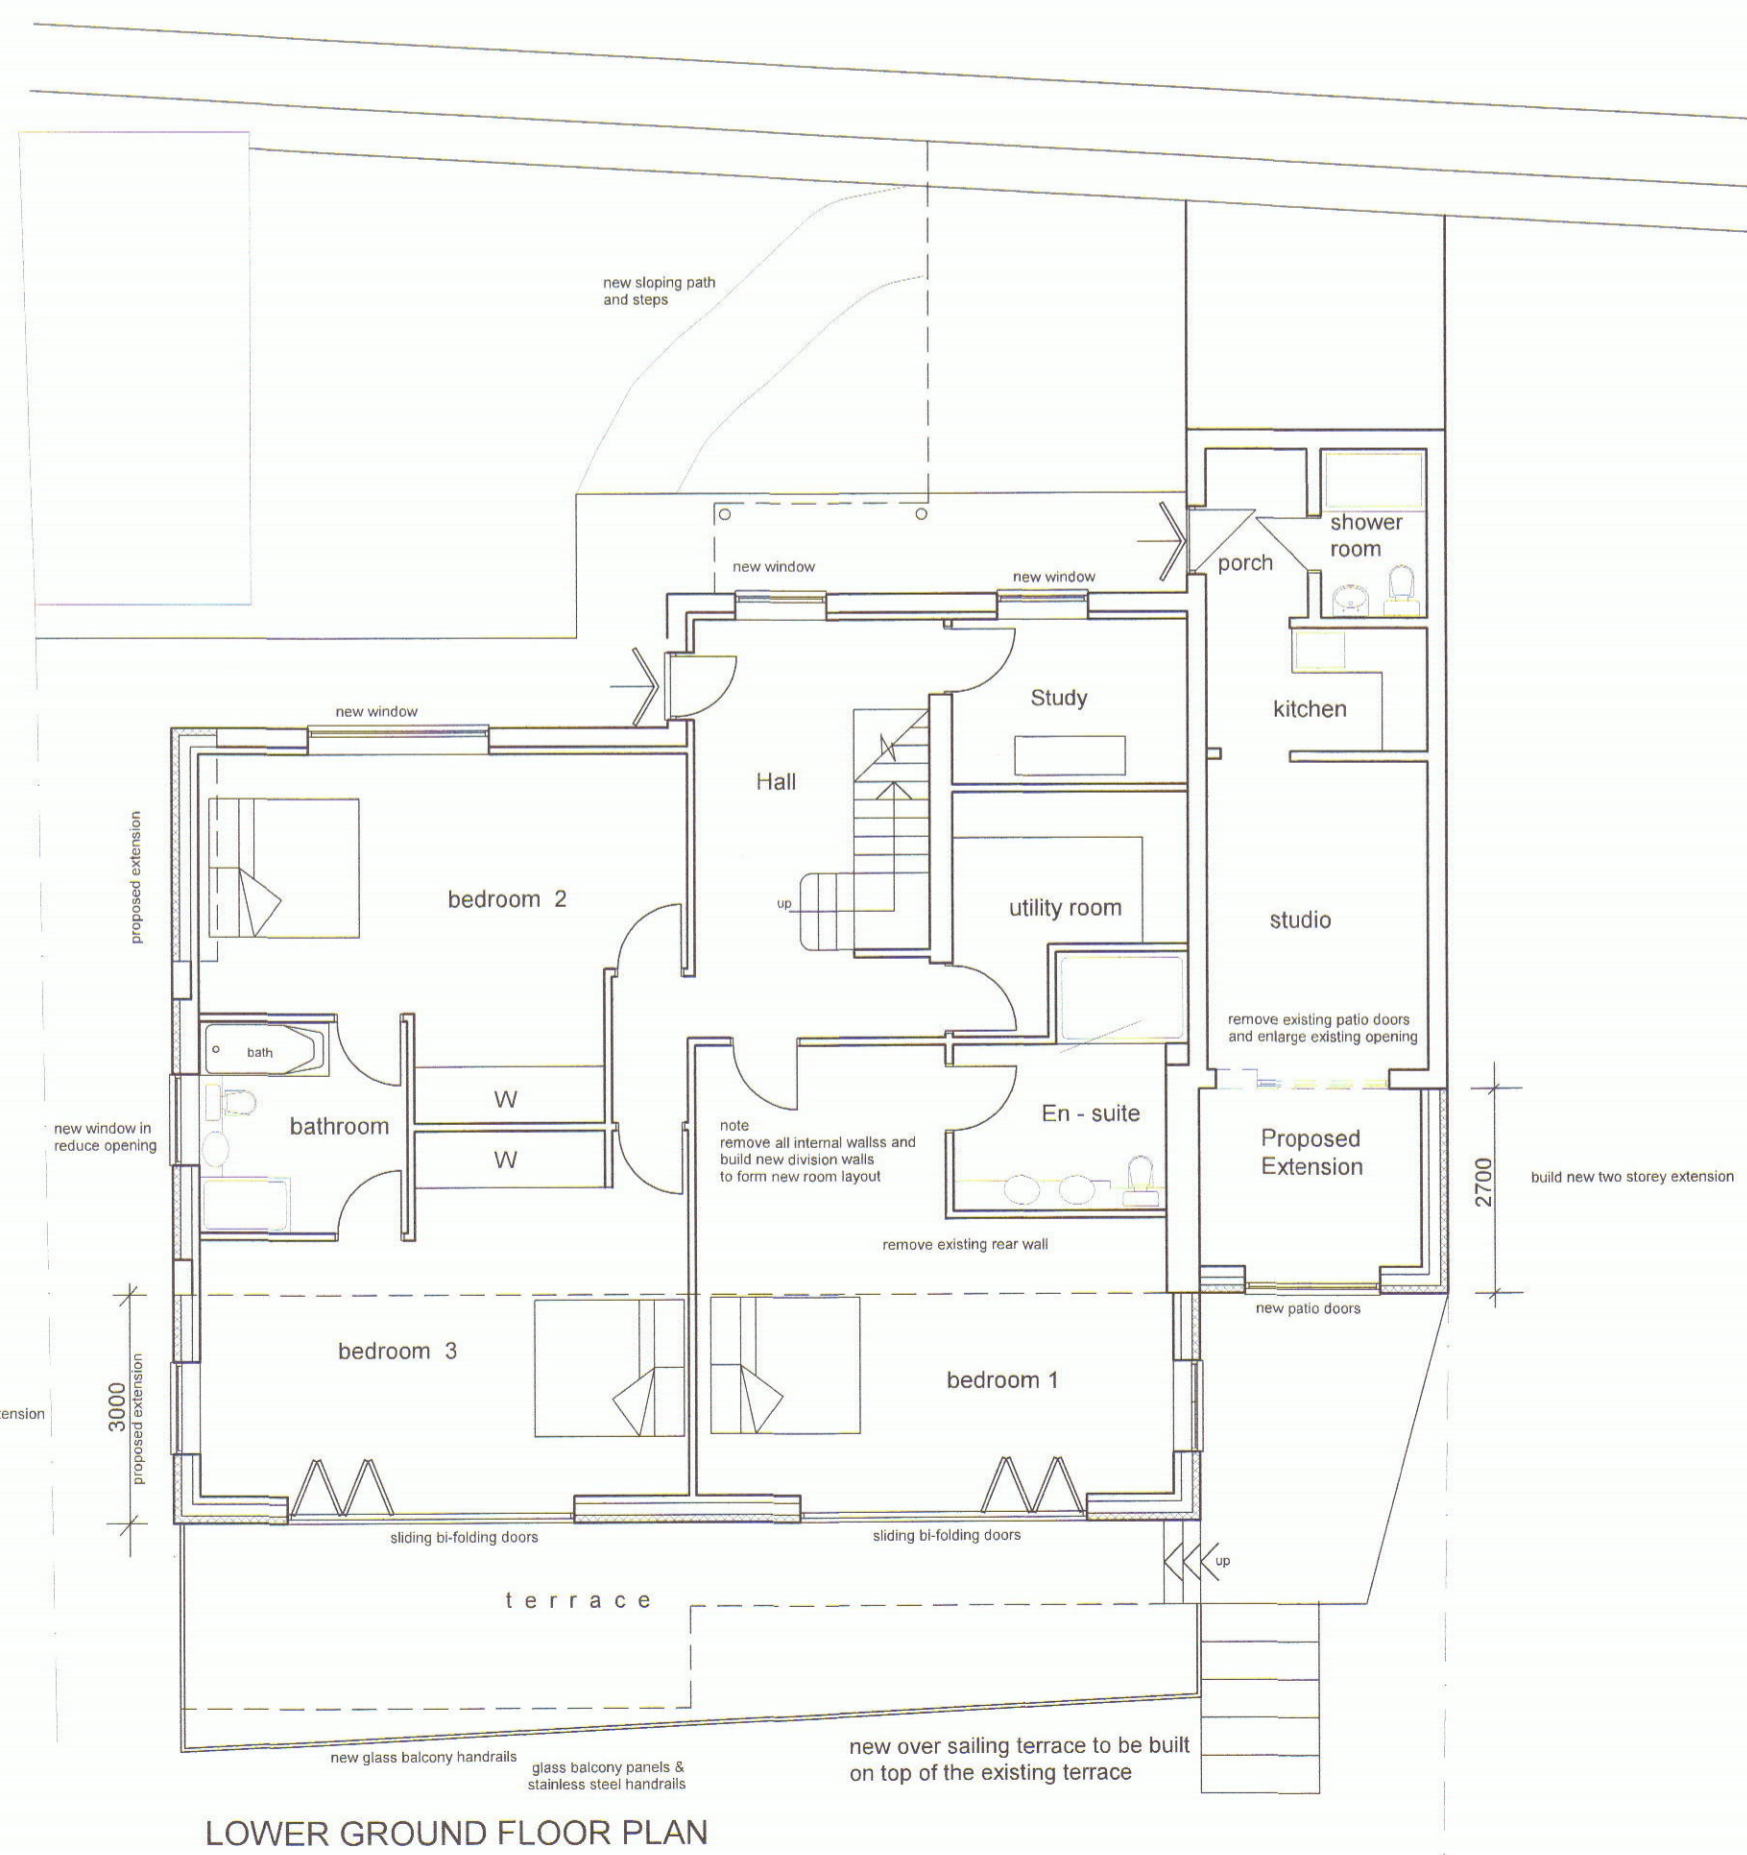 new sloping path
and steps
new window
new window
shower
room
porch
new window
Study
kitchen
Hall
proposed extension
bedroom 2
up
utility room
studio
remove existing patio doors
and enlarge existing opening
bath
W
bathroom
new window in
reduce opening
note
remove all internal wallss and
build new division walls
to form new room layout
En - suite
W
Proposed
Extension
2700
build new two storey extension
remove existing rear wall
new patio doors
bedroom 3
bedroom 1
3000
proposed extension
sliding bi-folding doors
sliding bi-folding doors
up
terrace
new glass balcony handrails
glass balcony panels &
stainless steel handrails
new over sailing terrace to be built
on top of the existing terrace
LOWER GROUND FLOOR PLAN